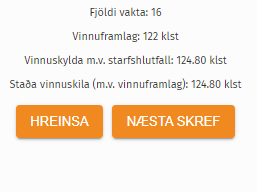 Fjöldi vakta: 16
Vinnuframlag: 122 klst
Vinnuskylda m.v. starfshlutfall: 124.80 klst
Staða vinnuskila (m.v. vinnuframlag): 124.80 klst
HREINSA NÆSTA SKREF